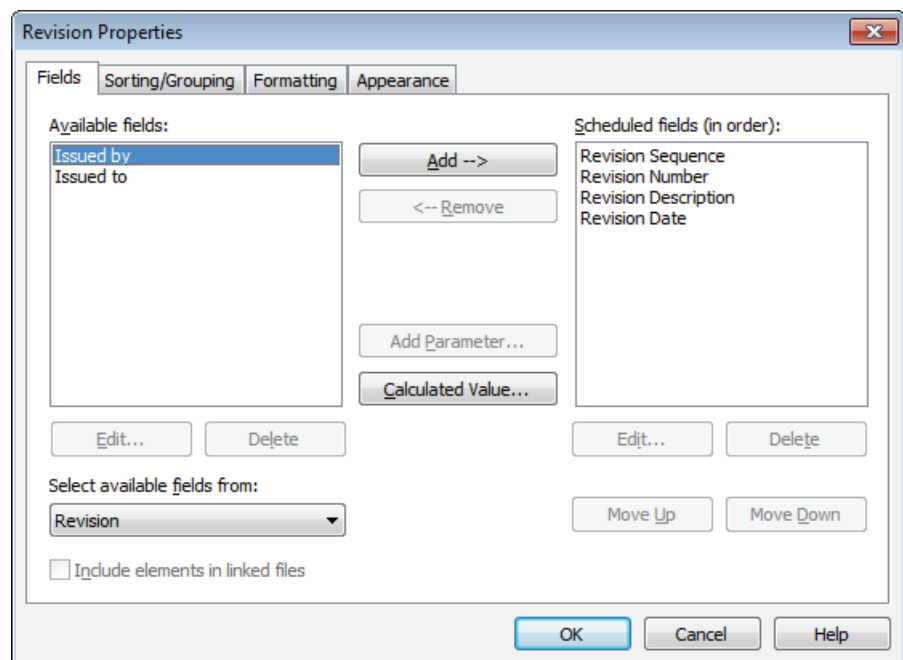 Revision Properties
Fields Sorting/Grouping Formatting Appearance
Available fields:
Issued by
Issued to
Add -->
<-- Remove
Add Parameter...
Calculated Value...
Scheduled fields (in order):
Revision Sequence
Revision Number
Revision Description
Revision Date
Edit... Delete
Edit... Delete
Select available fields from:
Revision
Move Up Move Down
Include elements in linked files
OK Cancel Help